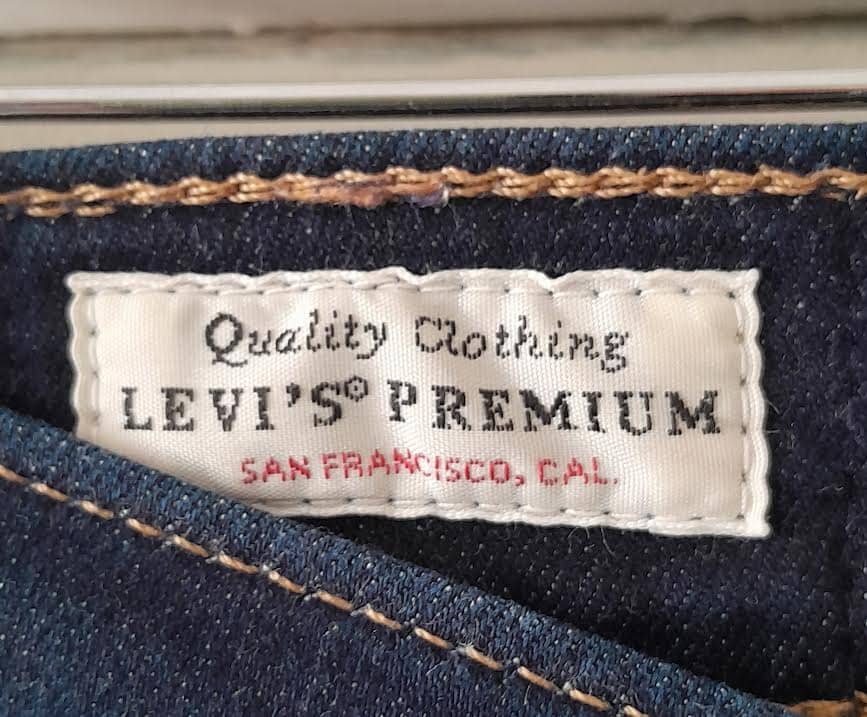 Quality Clothing
LEVI'S® PREMIUM
SAN FRANCISCO, CAL.